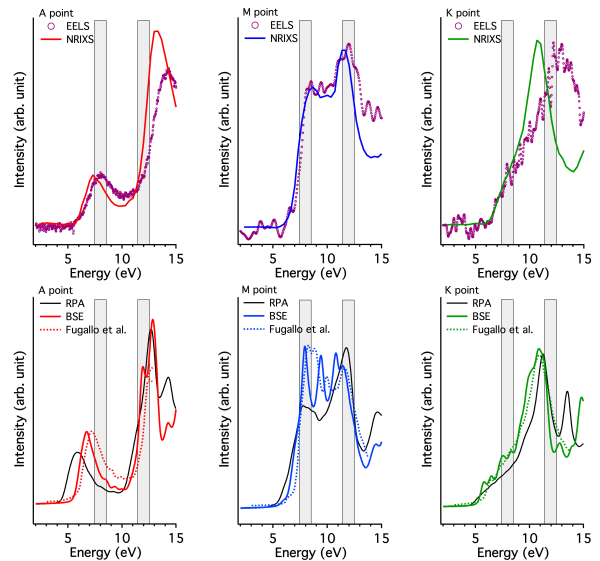 A point
EELS
NRIXS
Intensity (arb. unit)
5
10
15
Energy (eV)
M point
EELS
NRIXS
Intensity (arb. unit)
5
10
15
Energy (eV)
K point
EELS
NRIXS
Intensity (arb. unit)
5
10
15
Energy (eV)
A point
RPA
BSE
Fugallo et al.
Intensity (arb. unit)
5
10
15
Energy (eV)
M point
RPA
BSE
Fugallo et al.
Intensity (arb. unit)
5
10
15
Energy (eV)
K point
RPA
BSE
Fugallo et al.
Intensity (arb. unit)
5
10
15
Energy (eV)